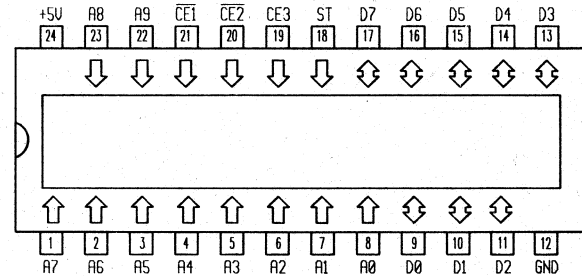 +5V A8 A9 C̅E̅1̅ C̅E̅2̅ CE3 ST D7 D6 D5 D4 D3
24 23 22 21 20 19 18 17 16 15 14 13
1 2 3 4 5 6 7 8 9 10 11 12
A7 A6 A5 A4 A3 A2 A1 A0 D0 D1 D2 GND